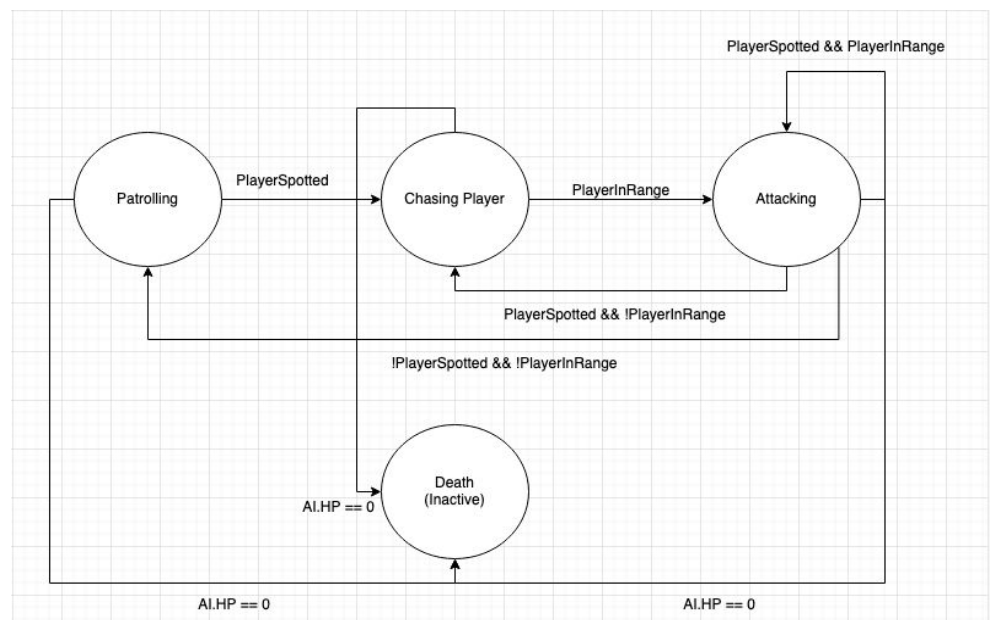 PlayerSpotted && PlayerInRange
PlayerSpotted
PlayerInRange
Patrolling
Chasing Player
Attacking
PlayerSpotted && !PlayerInRange
!PlayerSpotted && !PlayerInRange
Death
(Inactive)
AI.HP == 0
AI.HP == 0
AI.HP == 0